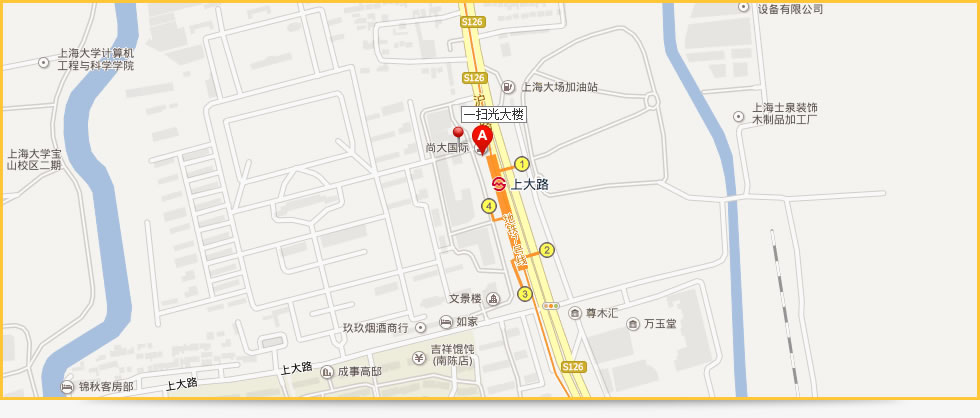 设备有限公司
S126
上海大学计算机
工程与科学学院
S126
上海大场加油站
一扫光大楼
上海士泉装饰
木制品加工厂
A
尚大国际
上海大学宝
山校区二期
1
上大路
4
2
3
文景楼
尊木汇
万玉堂
如家
玖玖烟酒商行
吉祥馄饨
(南陈店)
S126
上大路
成事高邸
上大路
锦秋客房部